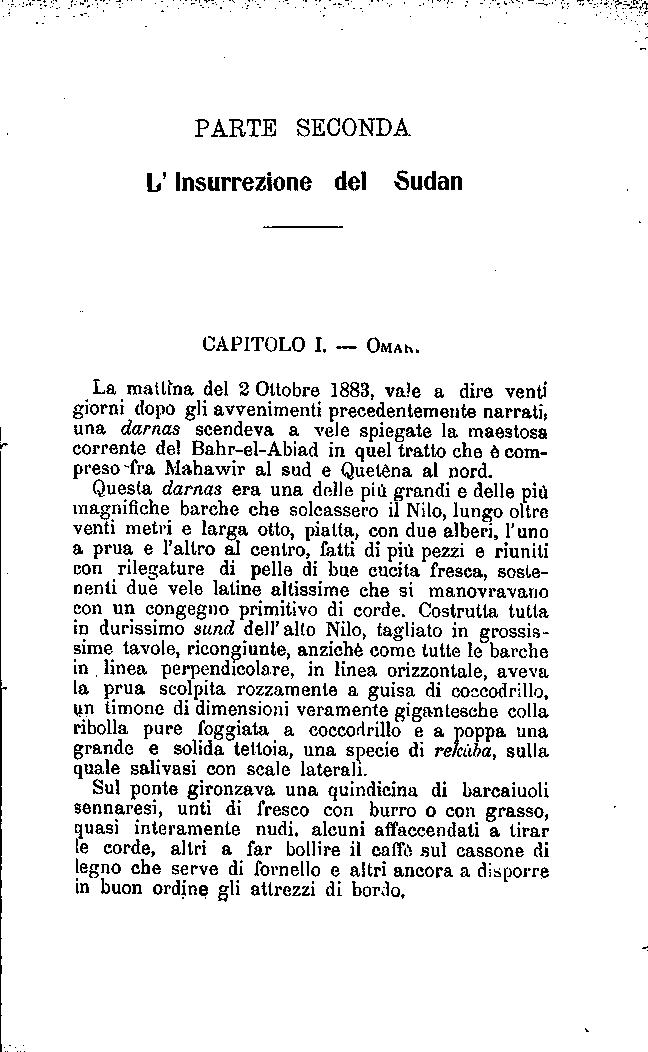 PARTE SECONDA
L' Insurrezione del Sudan
CAPITOLO I. — OMAR.
La mattina del 2 Ottobre 1883, vale a dire venti
giorni dopo gli avvenimenti precedentemente narrati,
una darnas scendeva a vele spiegate la maestosa
corrente del Bahr-el-Abiad in quel tratto che è com-
preso fra Mahawir al sud e Quetêna al nord.
Questa darnas era una delle più grandi e delle più
magnifiche barche che solcassero il Nilo, lungo oltre
venti metri e larga otto, piatta, con due alberi, l'uno
a prua e l'altro al centro, fatti di più pezzi e riuniti
con rilegature di pelle di bue cucita fresca, soste-
nenti due vele latine altissime che si manovravano
con un congegno primitivo di corde. Costrutta tutta
in durissimo sund dell'alto Nilo, tagliato in grossis-
sime tavole, ricongiunte, anzichè come tutte le barche
in linea perpendicolare, in linea orizzontale, aveva
la prua scolpita rozzamente a guisa di coccodrillo,
un timone di dimensioni veramente gigantesche colla
ribolla pure foggiata a coccodrillo e a poppa una
grande e solida tettoia, una specie di rekùba, sulla
quale salivasi con scale laterali.
Sul ponte gironzava una quindicina di barcaiuoli
sennaresi, unti di fresco con burro o con grasso,
quasi interamente nudi, alcuni affaccendati a tirar
le corde, altri a far bollire il caffè sul cassone di
legno che serve di fornello e altri ancora a disporre
in buon ordine gli attrezzi di bordo.